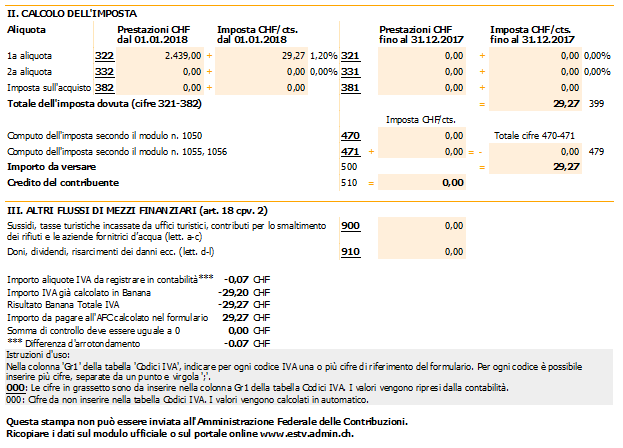 II. CALCOLO DELL'IMPOSTA
Aliquota Prestazioni CHF dal 01.01.2018 Imposta CHF/cts. dal 01.01.2018 Prestazioni CHF fino al 31.12.2017 Imposta CHF/cts. fino al 31.12.2017
1a aliquota 322 2.439,00 + 29,27 1,20% 321 0,00 + 0,00 0,00%
2a aliquota 332 0,00 + 0,00 0,00% 331 0,00 + 0,00 0,00%
Imposta sull'acquisto 382 0,00 + 0,00 381 0,00 + 0,00
Totale dell'imposta dovuta (cifre 321-382) = 29,27 399
Imposta CHF/cts.
Computo dell'imposta secondo il modulo n. 1050 470 0,00 Totale cifre 470-471
Computo dell'imposta secondo il modulo n. 1055, 1056 471 + 0,00 = - 0,00 479
Importo da versare 500 = 29,27
Credito del contribuente 510 = 0,00
III. ALTRI FLUSSI DI MEZZI FINANZIARI (art. 18 cpv. 2)
Sussidi, tasse turistiche incassate da uffici turistici, contributi per lo smaltimento 900 0,00
dei rifiuti e le aziende fornitrici d'acqua (lett. a-c)
Doni, dividendi, risarcimenti dei danni ecc. (lett. d-l) 910 0,00
Importo aliquote IVA da registrare in contabilità*** -0,07 CHF
Importo IVA già calcolato in Banana -29,20 CHF
Risultato Banana Totale IVA -29,27 CHF
Importo da pagare all'AFC calcolato nel formulario 29,27 CHF
Somma di controllo deve essere uguale a 0 0,00 CHF
*** Differenza d'arrotondamento -0.07 CHF
Istruzioni d'uso:
Nella colonna 'Gr1' della tabella 'Codici IVA', indicare per ogni codice IVA una o più cifre di riferimento del formulario. Per ogni codice è possibile
inserire più cifre, separate da un punto e virgola ';'.
000: Le cifre in grassetto sono da inserire nella colonna Gr1 della tabella Codici IVA. I valori vengono ripresi dalla contabilità.
000: Cifre da non inserire nella tabella Codici IVA. I valori vengono calcolati in automatico.
Questa stampa non può essere inviata all'Amministrazione Federale delle Contribuzioni.
Ricopiare i dati sul modulo ufficiale o sul portale online www.estv.admin.ch.